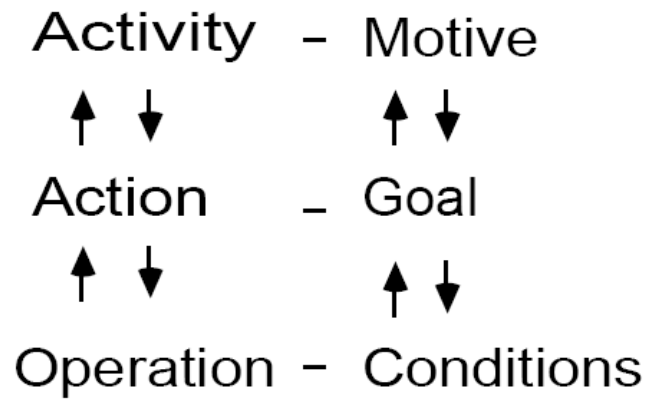 Activity – Motive
Action – Goal
Operation – Conditions